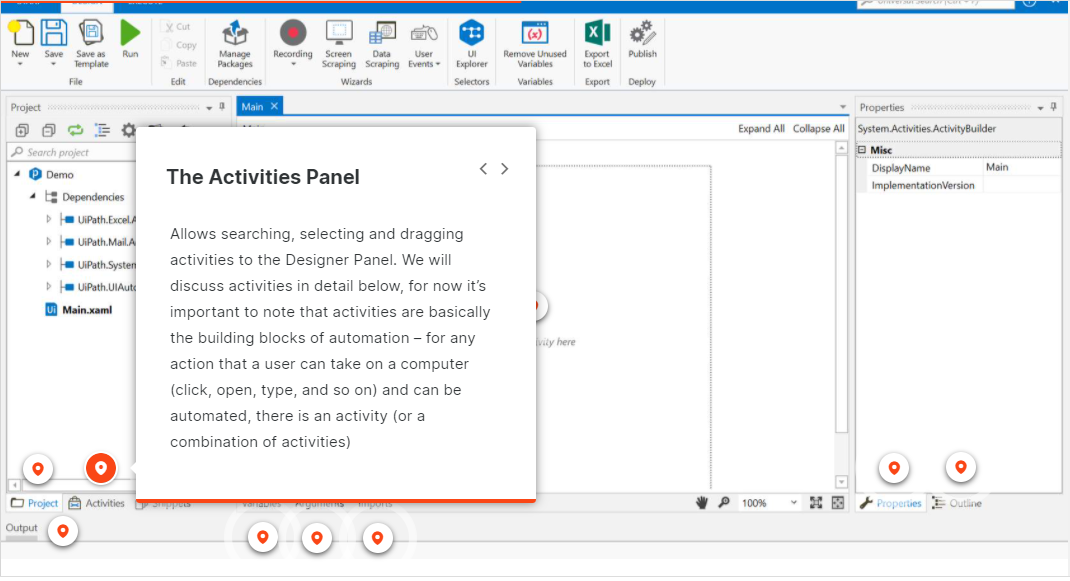 Cut
Copy
Paste
New
Save
Save as
Template
Run
Manage
Packages
Recording
Screen
Scraping
Data
Scraping
User
Events
UI
Explorer
Remove Unused
Variables
Export
to Excel
Publish
File
Edit
Dependencies
Wizards
Selectors
Variables
Export
Deploy
Project
Main
Properties
Expand All
Collapse All
System.Activities.ActivityBuilder
Search project
Misc
Demo
DisplayName
Main
Dependencies
ImplementationVersion
UiPath.Excel.A
UiPath.Mail.A
UiPath.System
UiPath.UIAuto
Main.xaml
The Activities Panel
Allows searching, selecting and dragging
activities to the Designer Panel. We will
discuss activities in detail below, for now it’s
important to note that activities are basically
the building blocks of automation – for any
action that a user can take on a computer
(click, open, type, and so on) and can be
automated, there is an activity (or a
combination of activities)
ivity here
Project
Activities
Snippets
Variables
Arguments
Imports
100%
Properties
Outline
Output